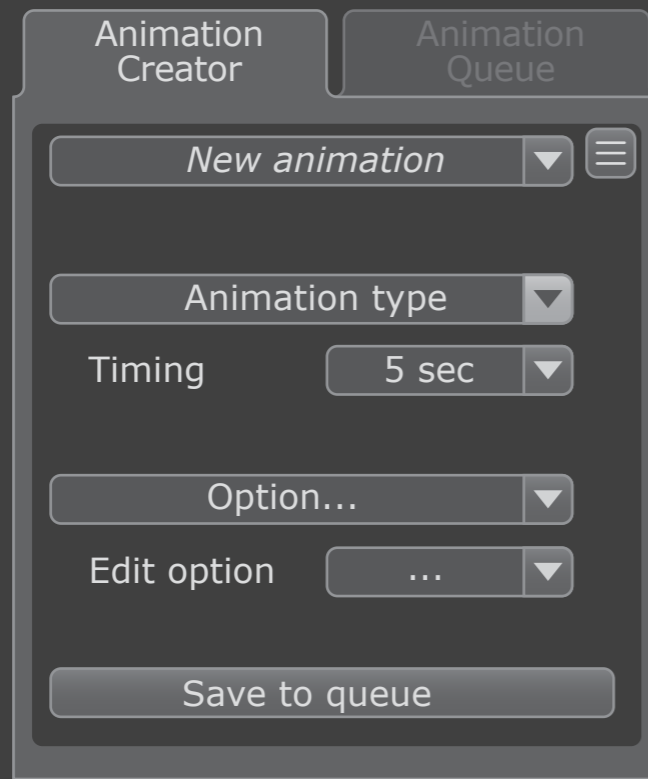 Animation
Creator
Animation
Queue
New animation
Animation type
Timing
5 sec
Option...
Edit option
...
Save to queue